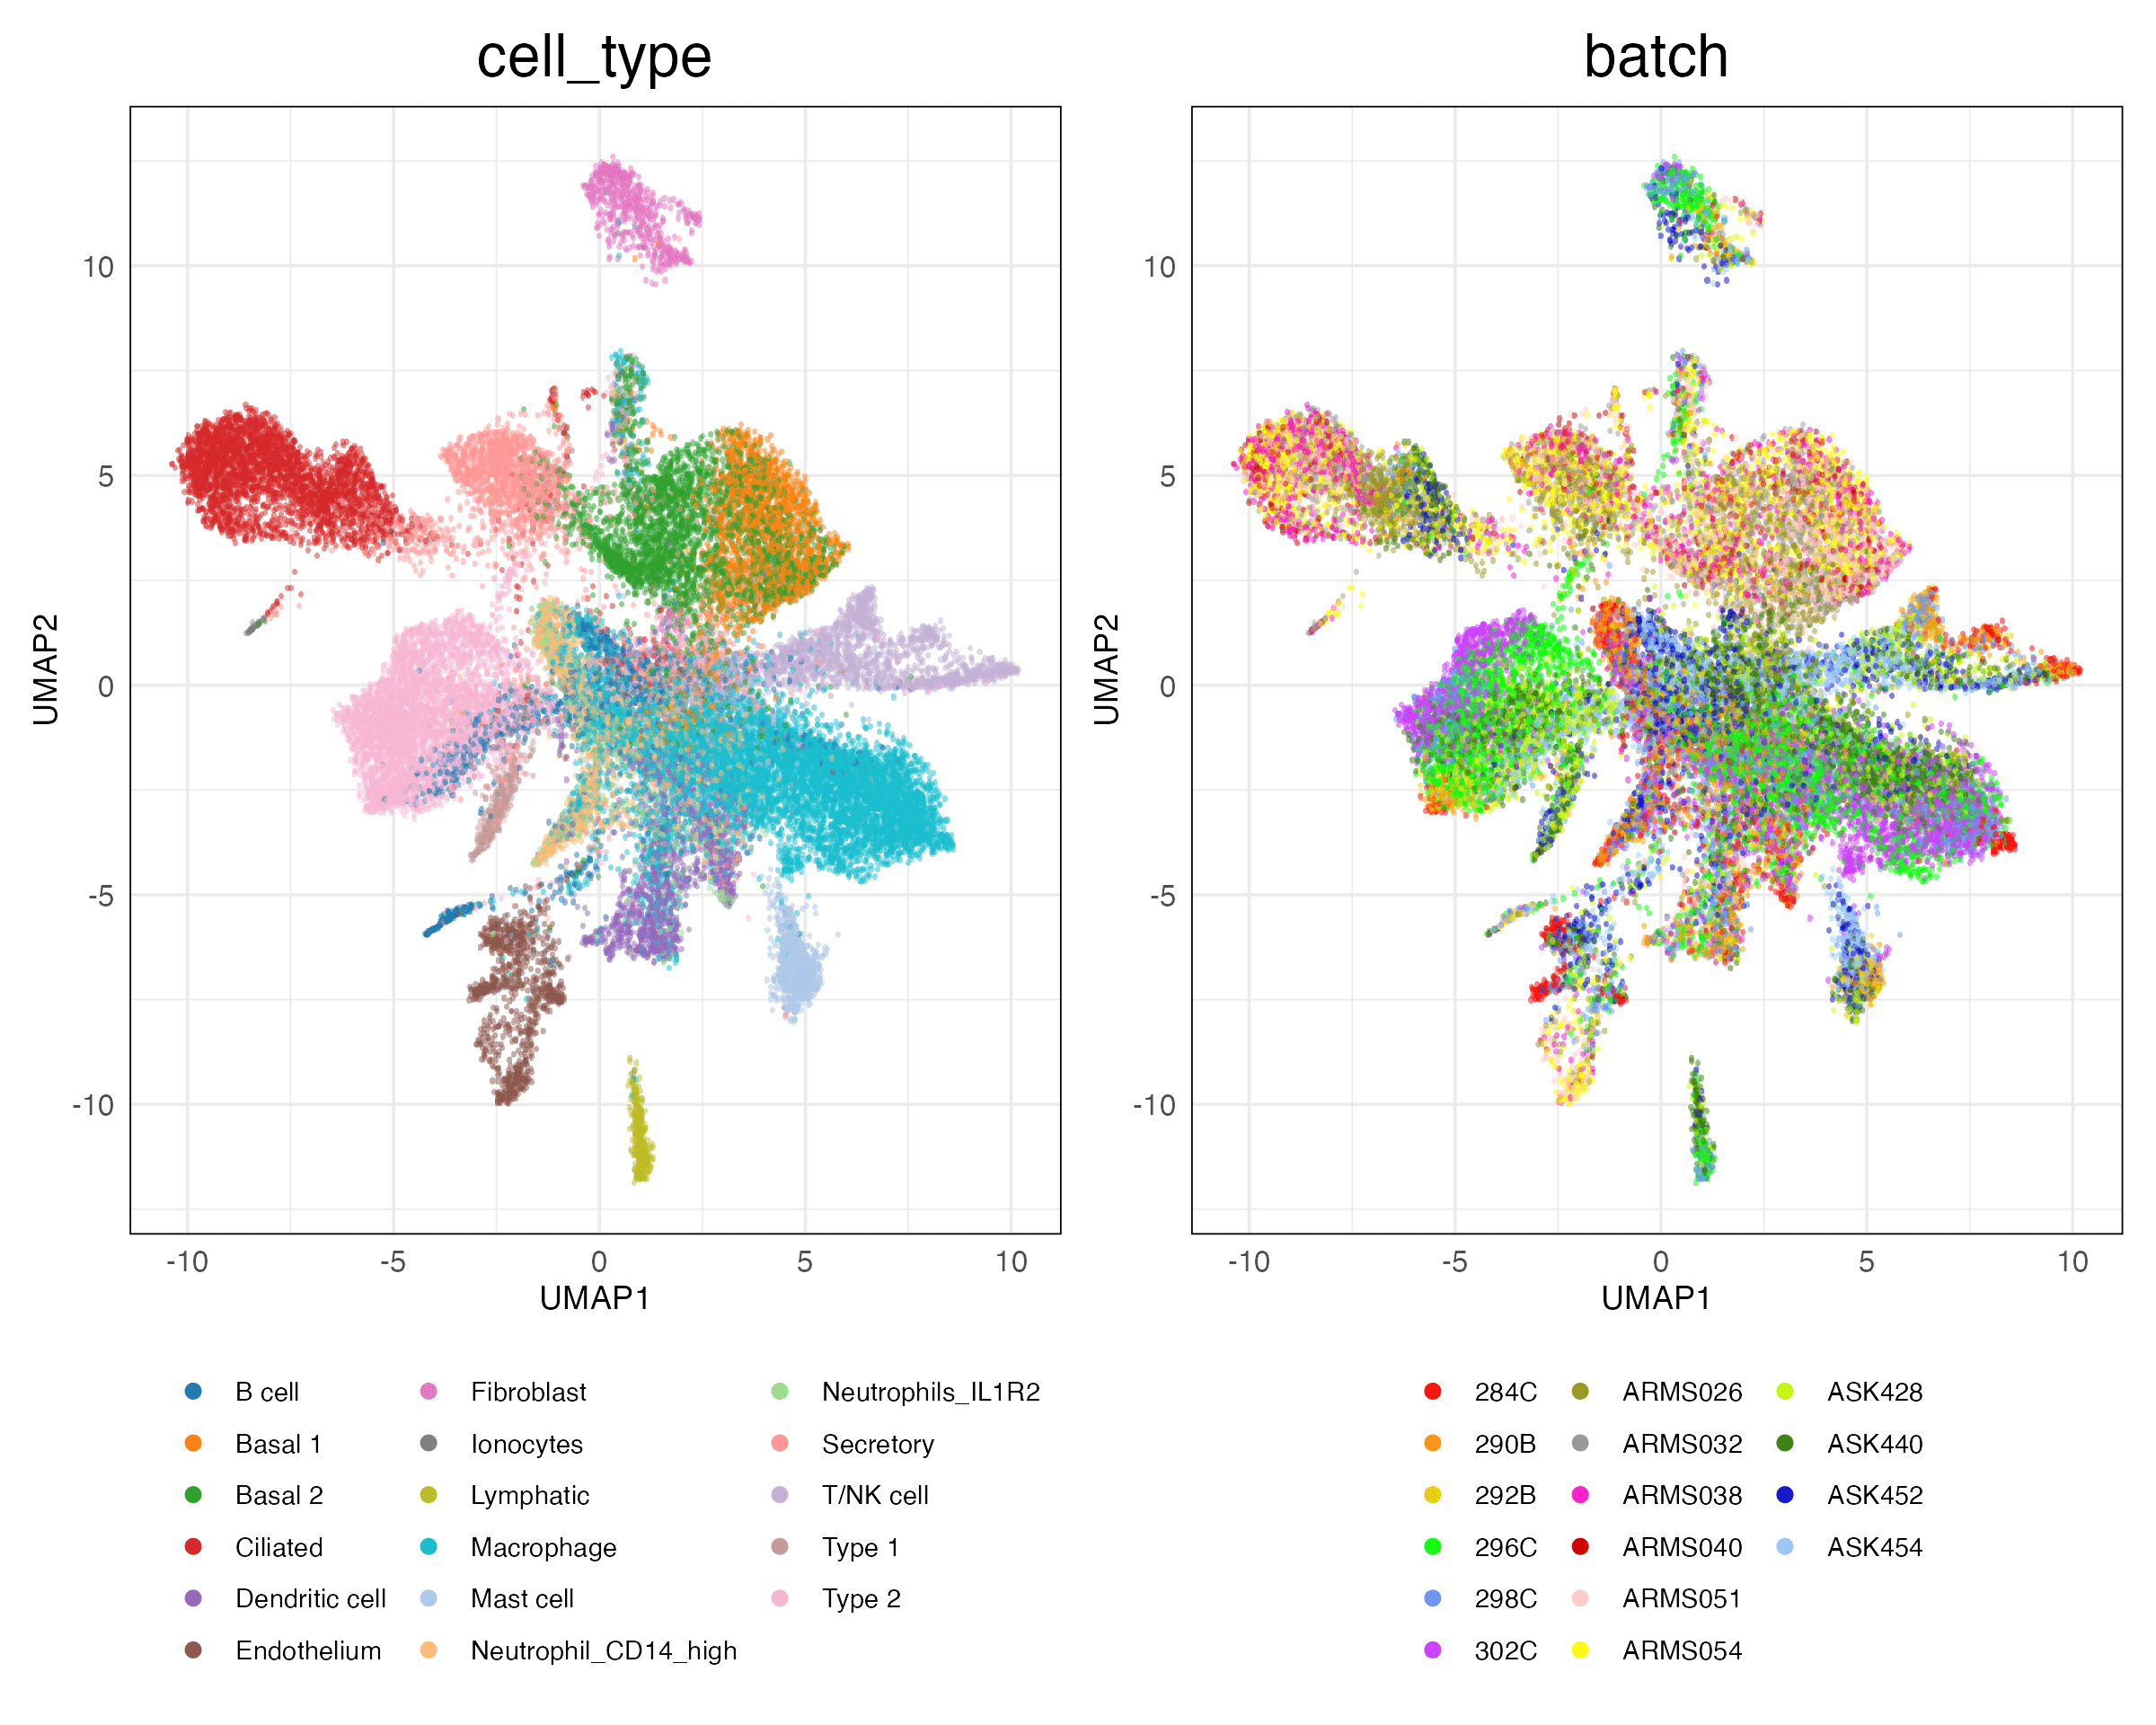 cell_type
batch
UMAP2
10
5
0
-5
-10
-10 -5 0 5 10
UMAP1
UMAP2
10
5
0
-5
-10
-10 -5 0 5 10
UMAP1
B cell Fibroblast Neutrophils_IL1R2
Basal 1 Ionocytes Secretory
Basal 2 Lymphatic T/NK cell
Ciliated Macrophage Type 1
Dendritic cell Mast cell Type 2
Endothelium Neutrophil_CD14_high
284C ARMS026 ASK428
290B ARMS032 ASK440
292B ARMS038 ASK452
296C ARMS040 ASK454
298C ARMS051
302C ARMS054